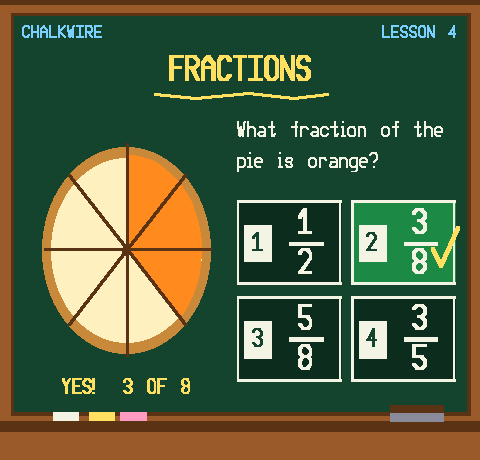 CHALKWIRE
LESSON 4
FRACTIONS
What fraction of the
pie is orange?
1 1/2
2 3/8
3 5/8
4 3/5
YES! 3 OF 8